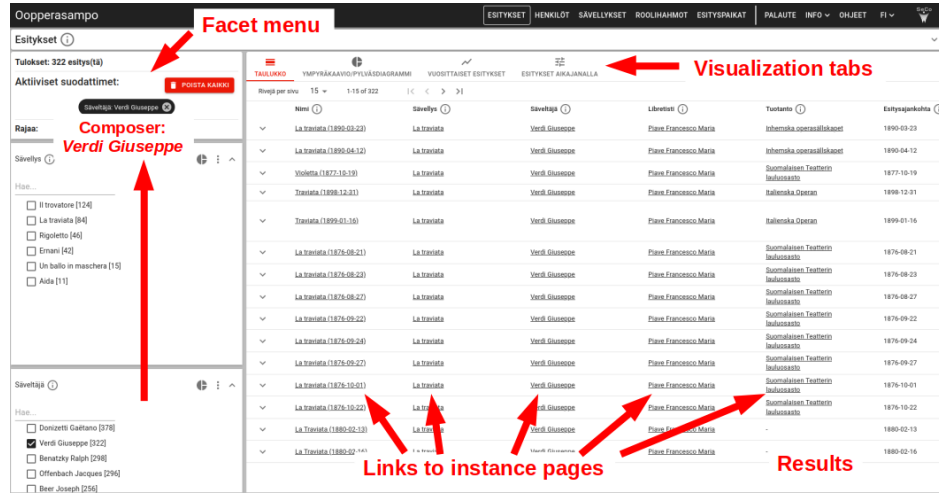 Oopperasampo
ESITYKSET HENKILÖT SÄVELLYKSET ROOLIHAHMOT ESITYSPAIKAT PALAUTE INFO OHJEET FI SeCo
Facet menu
Esitykset
Tulokset: 322 esitys(tä)
Aktiiviset suodattimet:
POISTA KAIKKI
Säveltäjä: Verdi Giuseppe
Rajaa:
Composer:
Verdi Giuseppe
Sävellys
Hae...
Il trovatore [124]
La traviata [84]
Rigoletto [46]
Ernani [42]
Un ballo in maschera [15]
Aida [11]
Säveltäjä
Hae...
Donizetti Gaëtano [378]
Verdi Giuseppe [322]
Benatzky Ralph [298]
Offenbach Jacques [296]
Beer Joseph [256]
TAULUKKO YMPYRÄKAAVIO/PYLVÄSDIAGRAMMI VUOSITTAISET ESITYKSET ESITYKSET AIKAJANALLA
Visualization tabs
Rivejä per sivu 15 1-15 of 322
Nimi Sävellys Säveltäjä Libretisti Tuotanto Esitysajankohta
La traviata (1890-03-23) La traviata Verdi Giuseppe Piave Francesco Maria Inhemska operasällskapet 1890-03-23
La traviata (1890-04-12) La traviata Verdi Giuseppe Piave Francesco Maria Inhemska operasällskapet 1890-04-12
Violetta (1877-10-19) La traviata Verdi Giuseppe Piave Francesco Maria Suomalaisen Teatterin lauluosasto 1877-10-19
Traviata (1898-12-31) La traviata Verdi Giuseppe Piave Francesco Maria Italienska Operan 1898-12-31
Traviata (1899-01-16) La traviata Verdi Giuseppe Piave Francesco Maria Italienska Operan 1899-01-16
La traviata (1876-08-21) La traviata Verdi Giuseppe Piave Francesco Maria Suomalaisen Teatterin lauluosasto 1876-08-21
La traviata (1876-08-23) La traviata Verdi Giuseppe Piave Francesco Maria Suomalaisen Teatterin lauluosasto 1876-08-23
La traviata (1876-08-27) La traviata Verdi Giuseppe Piave Francesco Maria Suomalaisen Teatterin lauluosasto 1876-08-27
La traviata (1876-09-22) La traviata Verdi Giuseppe Piave Francesco Maria Suomalaisen Teatterin lauluosasto 1876-09-22
La traviata (1876-09-24) La traviata Verdi Giuseppe Piave Francesco Maria Suomalaisen Teatterin lauluosasto 1876-09-24
La traviata (1876-09-27) La traviata Verdi Giuseppe Piave Francesco Maria Suomalaisen Teatterin lauluosasto 1876-09-27
La traviata (1876-10-01) La traviata Verdi Giuseppe Piave Francesco Maria Suomalaisen Teatterin lauluosasto 1876-10-01
La traviata (1876-10-22) La traviata Verdi Giuseppe Piave Francesco Maria Suomalaisen Teatterin lauluosasto 1876-10-22
La Traviata (1880-02-13) La traviata Verdi Giuseppe Piave Francesco Maria - 1880-02-13
La Traviata (1880-02-16) La traviata Verdi Giuseppe Piave Francesco Maria - 1880-02-16
Links to instance pages
Results